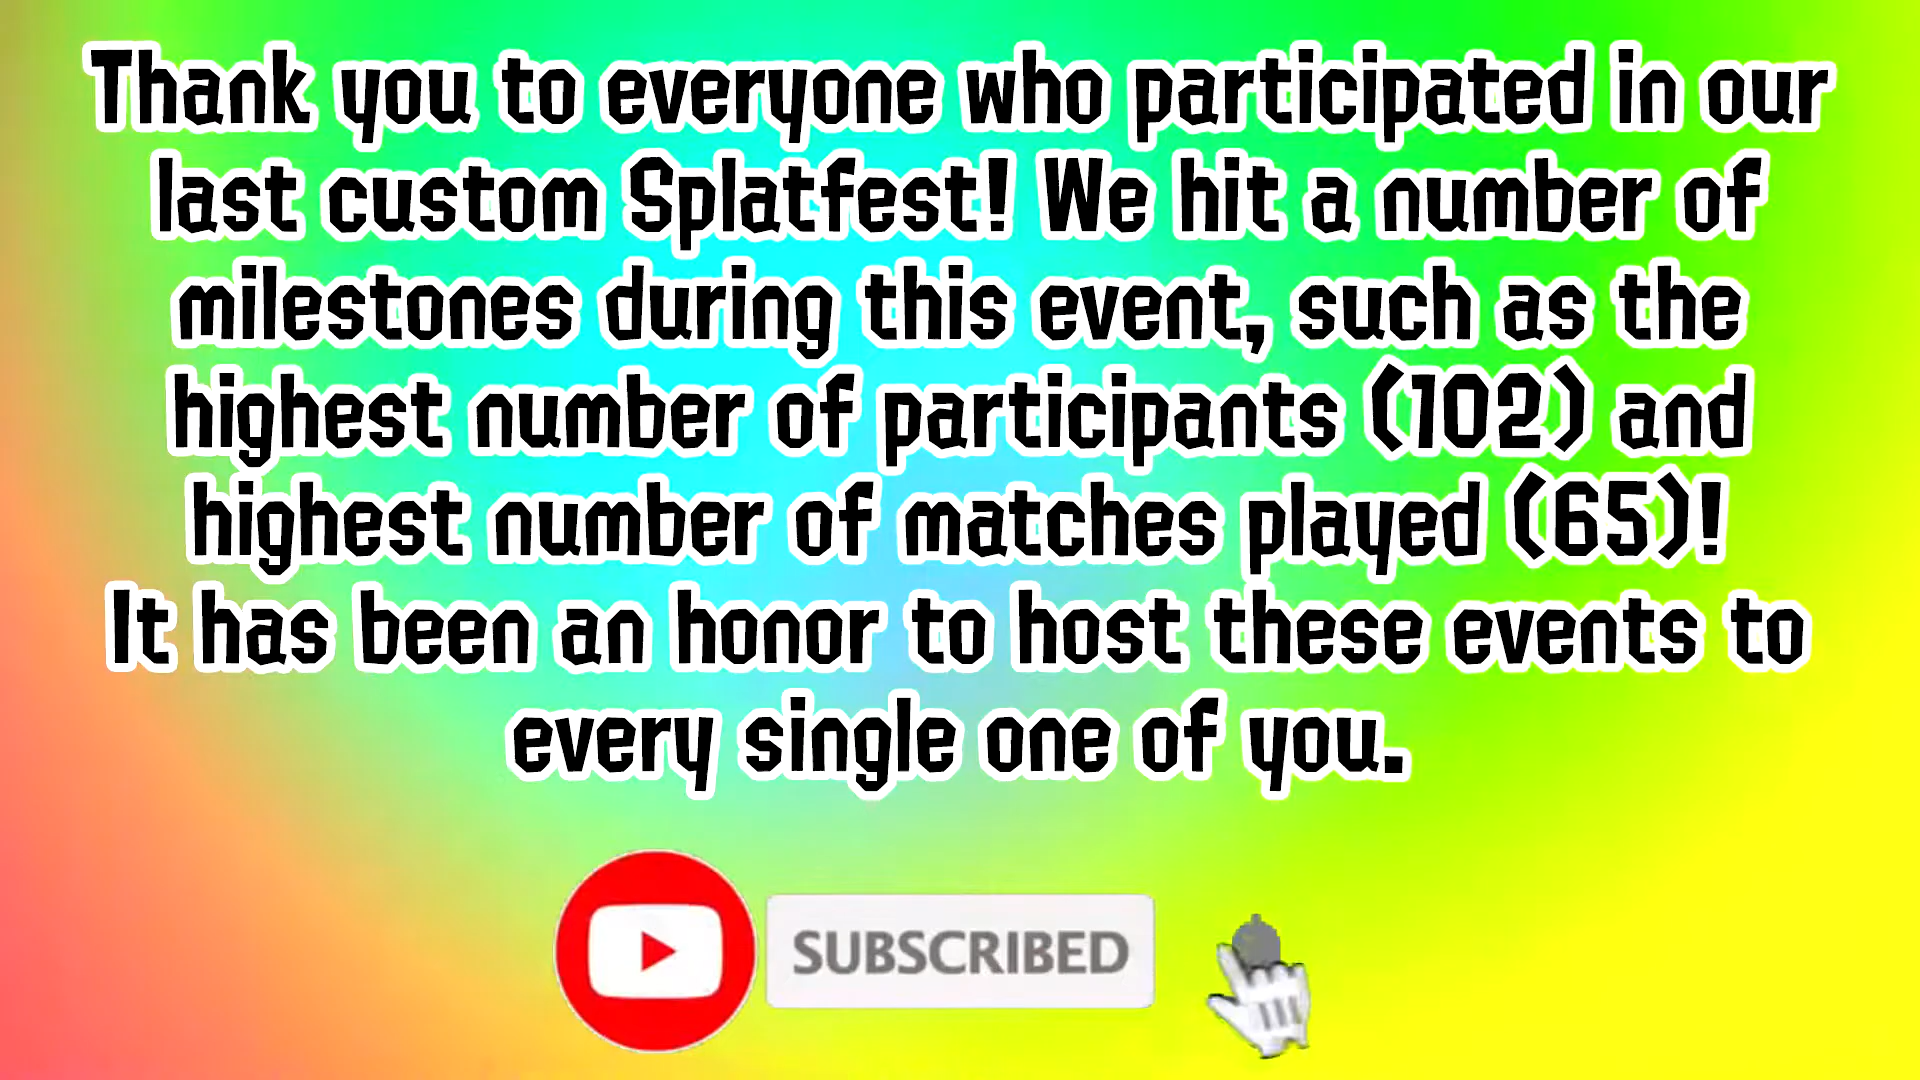 Thank you to everyone who participated in our
last custom Splatfest! We hit a number of
milestones during this event, such as the
highest number of participants (102) and
highest number of matches played (65)!
It has been an honor to host these events to
every single one of you.
SUBSCRIBED